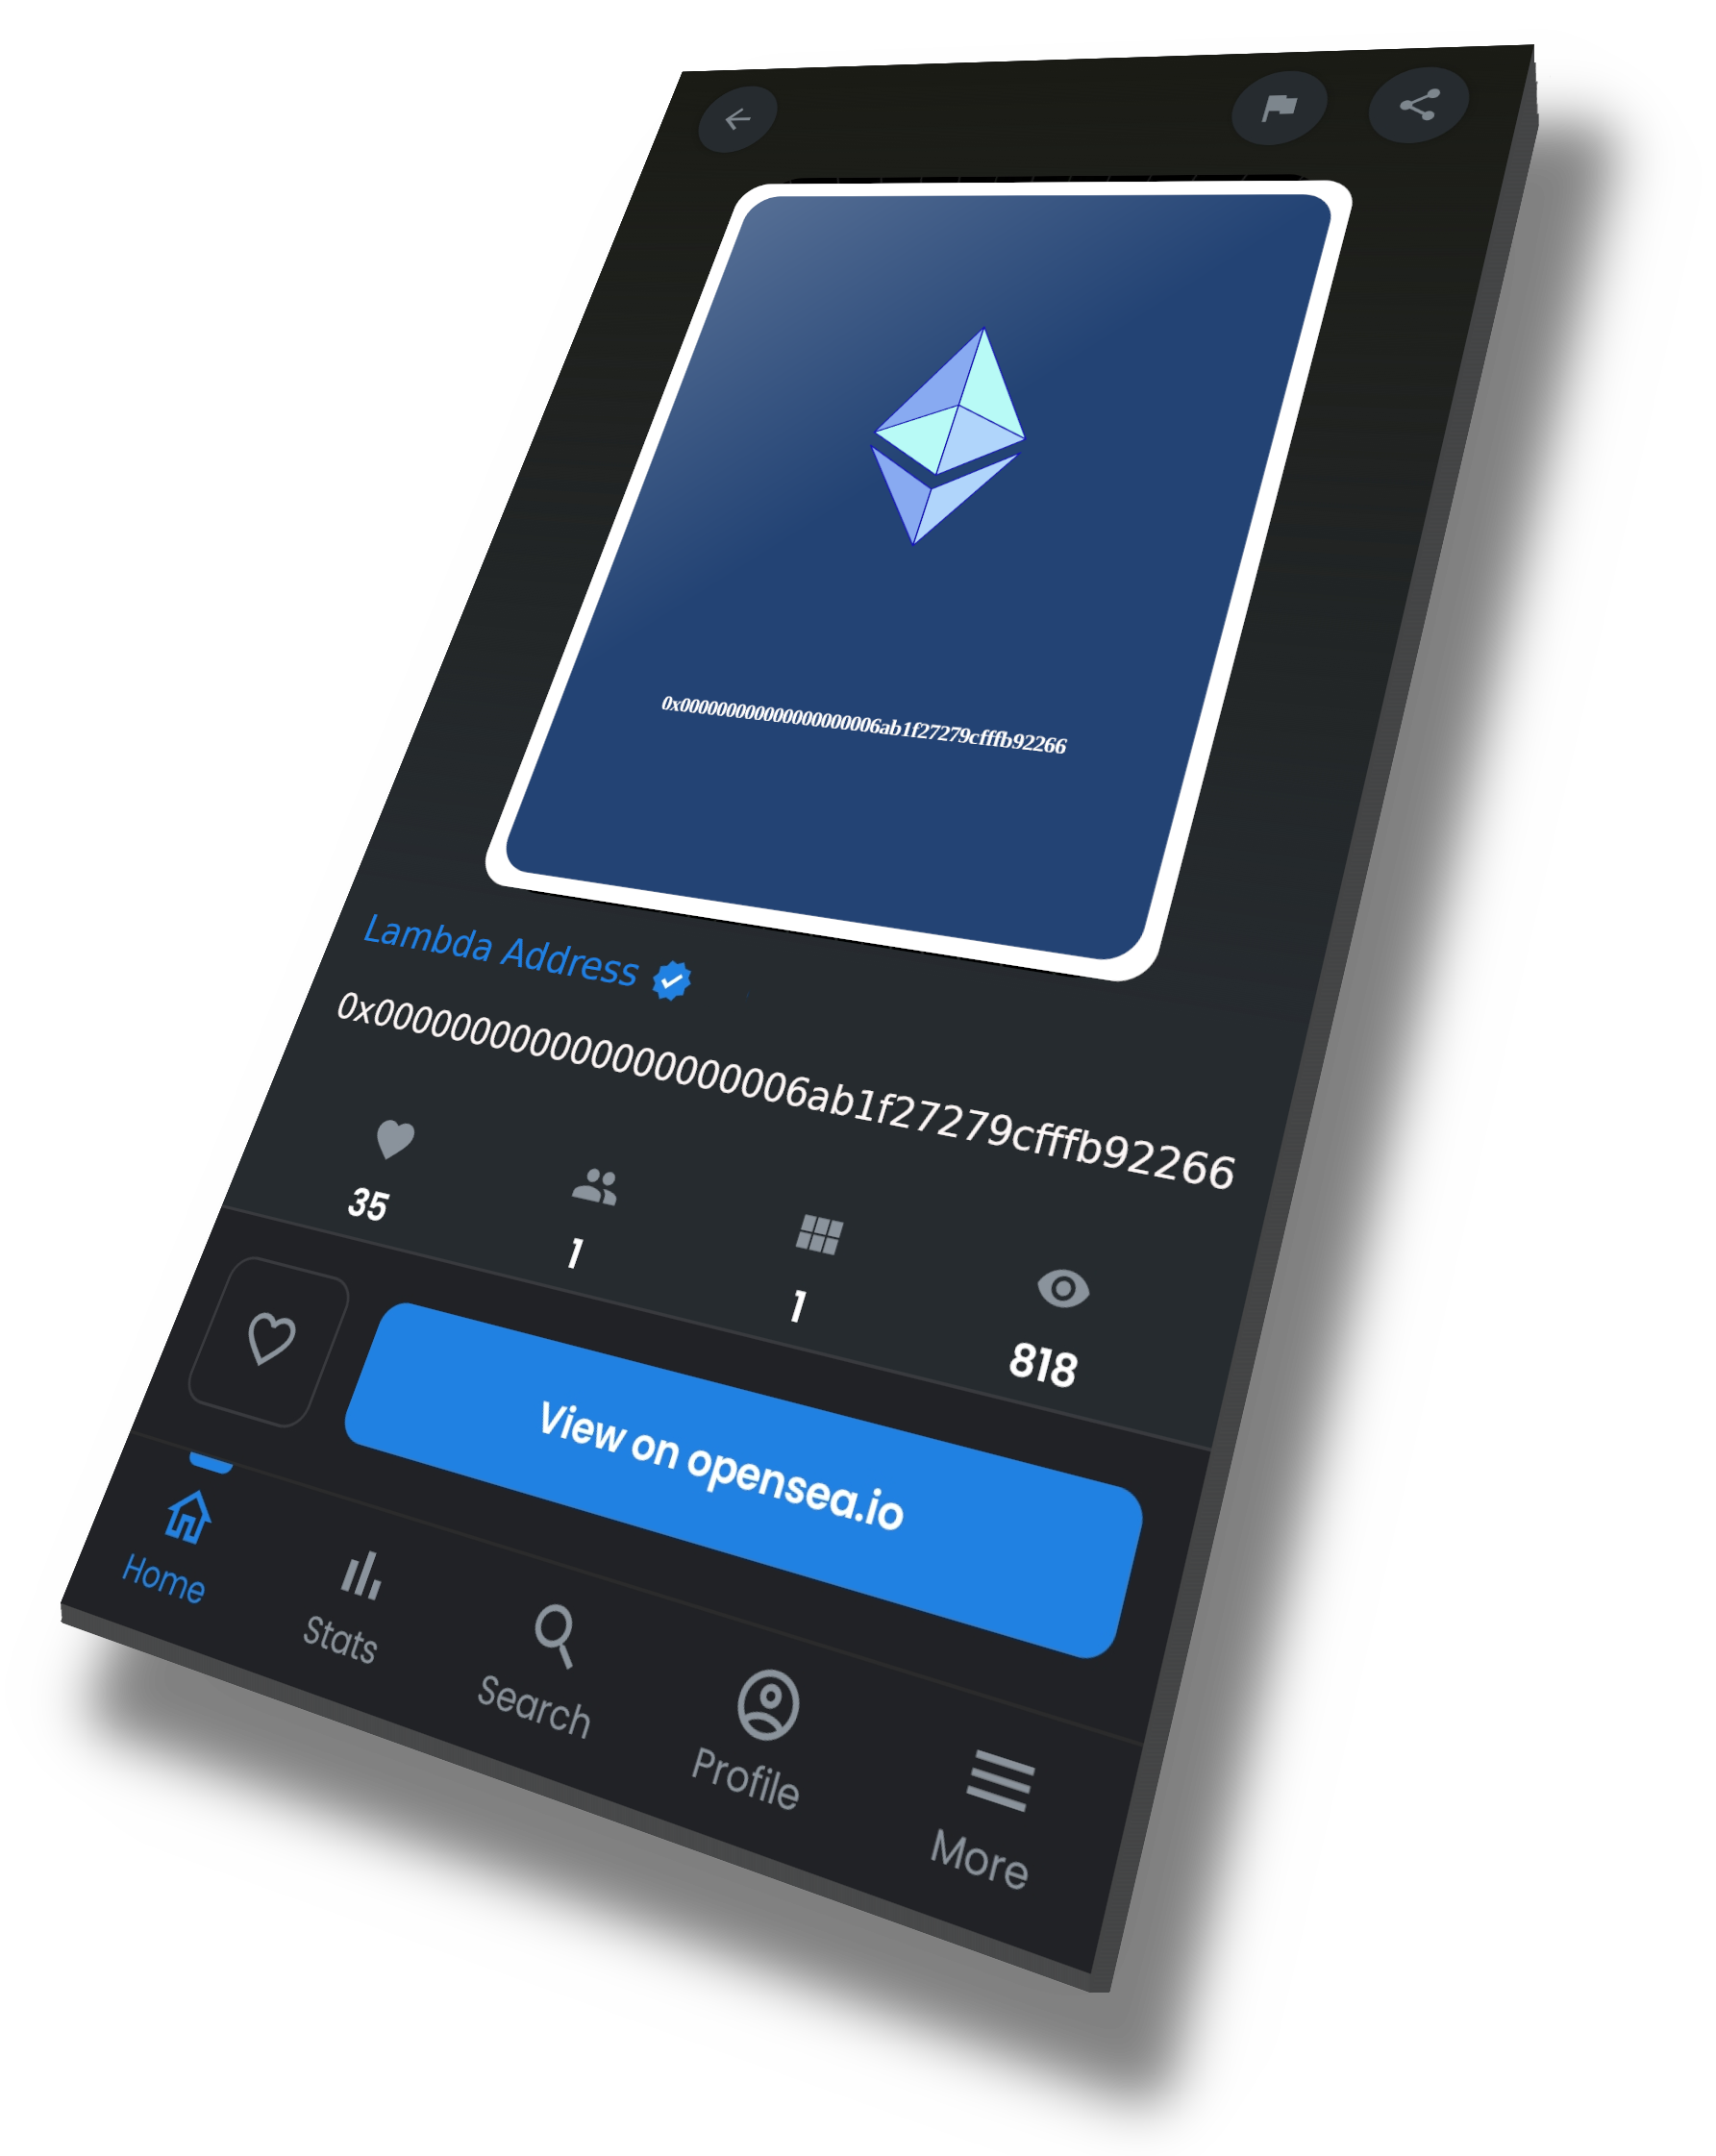 0x000000000000000000006ab1f27279cfffb92266
Lambda Address
0x000000000000000000006ab1f27279cfffb92266
35
1
1
818
View on opensea.io
Home
Stats
Search
Profile
More